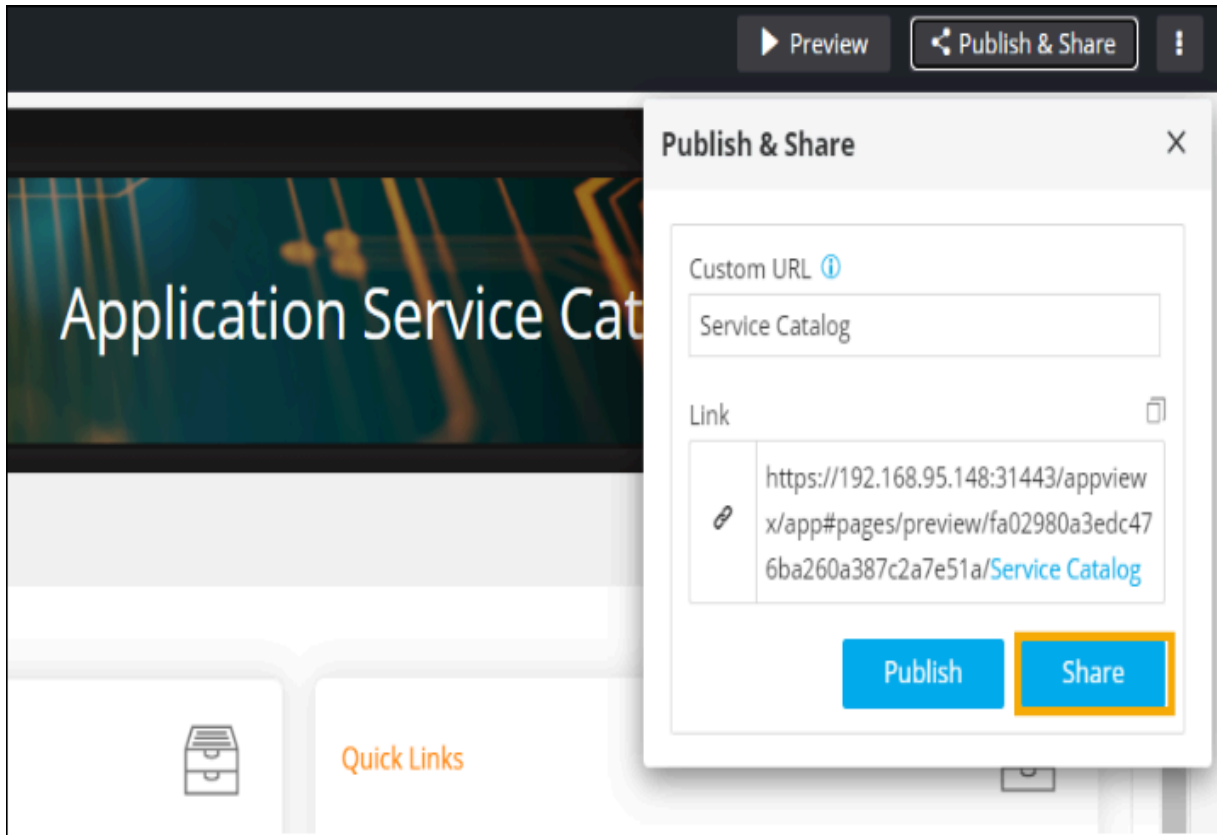 Preview
Publish & Share
Publish & Share
Application Service Cat
Custom URL
Service Catalog
Link
https://192.168.95.148:31443/appview
x/app#pages/preview/fa02980a3edc47
6ba260a387c2a7e51a/Service Catalog
Publish
Share
Quick Links